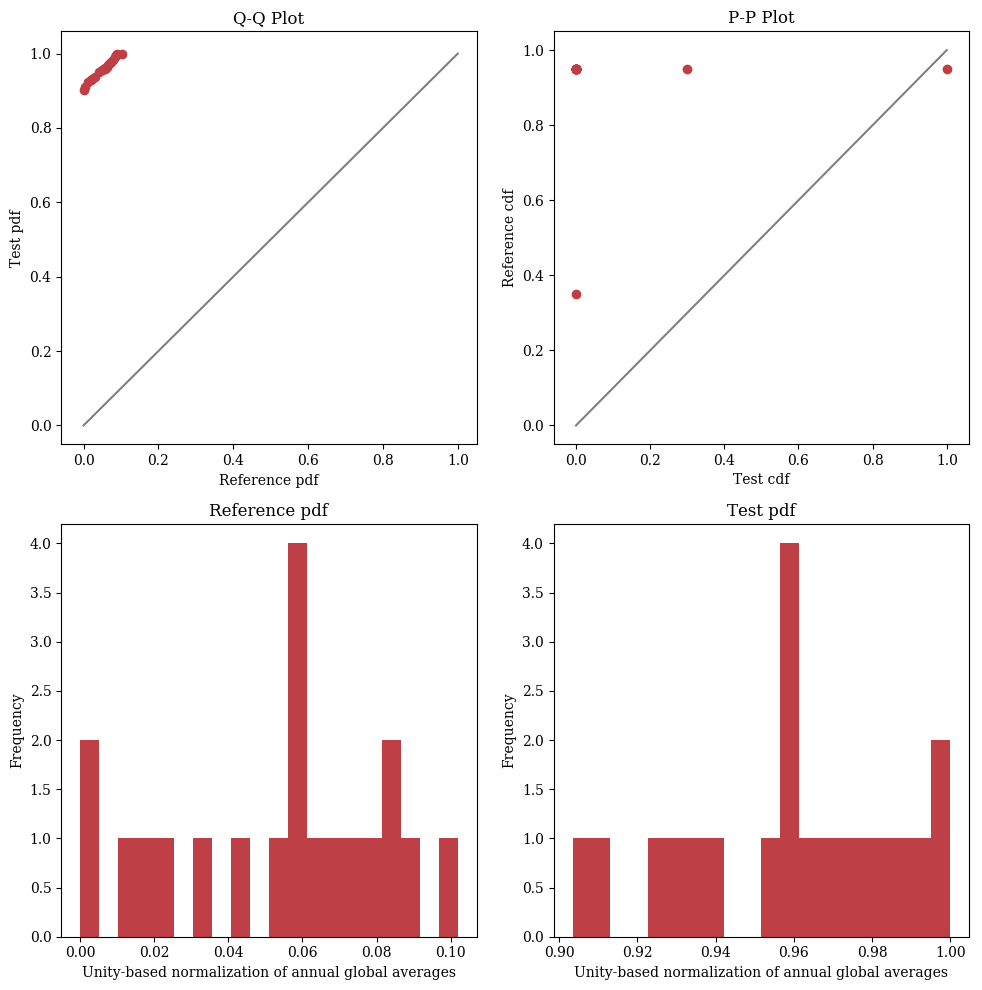 Q-Q Plot
1.0
0.8
0.6
0.4
0.2
0.0
Test pdf
0.0 0.2 0.4 0.6 0.8 1.0
Reference pdf
P-P Plot
1.0
0.8
0.6
0.4
0.2
0.0
Reference cdf
0.0 0.2 0.4 0.6 0.8 1.0
Test cdf
Reference pdf
4.0
3.5
3.0
2.5
2.0
1.5
1.0
0.5
0.0
Frequency
0.00 0.02 0.04 0.06 0.08 0.10
Unity-based normalization of annual global averages
Test pdf
4.0
3.5
3.0
2.5
2.0
1.5
1.0
0.5
0.0
Frequency
0.90 0.92 0.94 0.96 0.98 1.00
Unity-based normalization of annual global averages